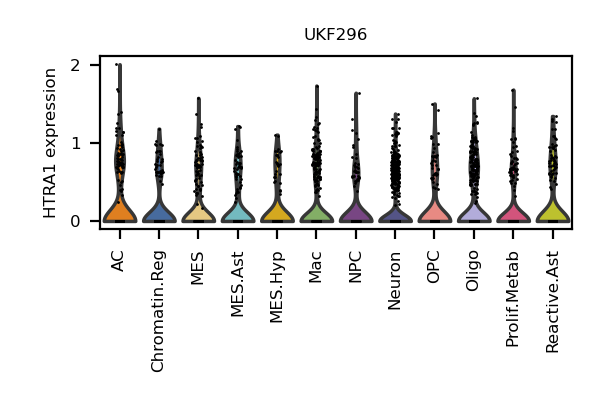 UKF296
HTRA1 expression
2
1
0
AC
Chromatin.Reg
MES
MES.Ast
MES.Hyp
Mac
NPC
Neuron
OPC
Oligo
Prolif.Metab
Reactive.Ast